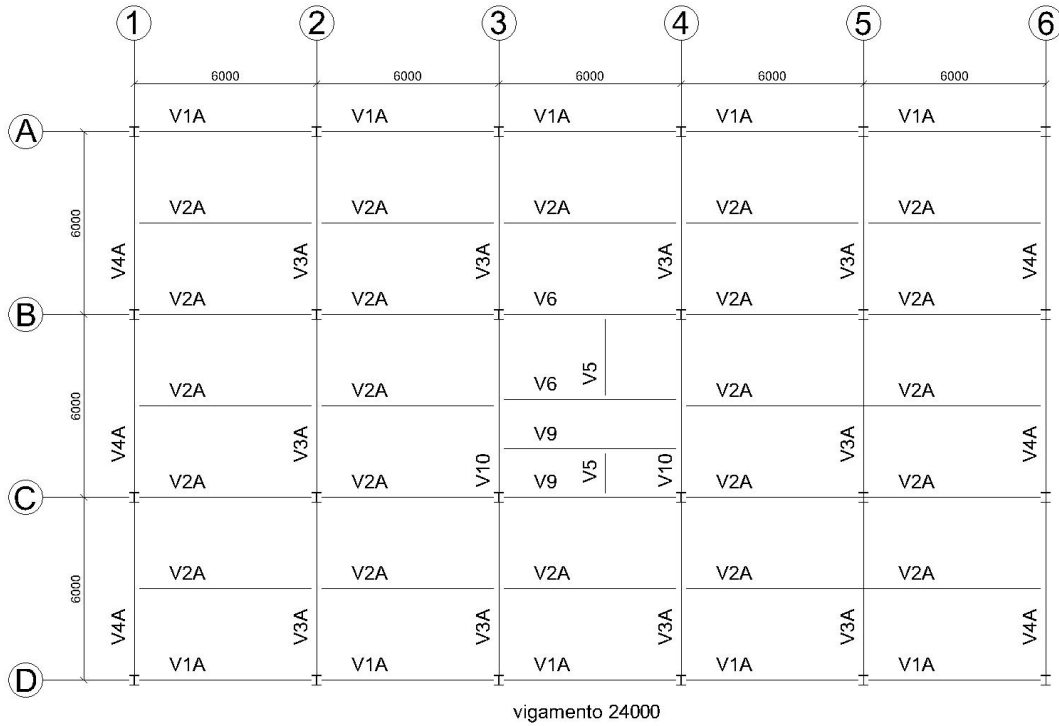 1 2 3 4 5 6
6000 6000 6000 6000 6000
V1A V1A V1A V1A V1A
A
V2A V2A V2A V2A V2A
6000
V4A V3A V3A V3A V4A
V2A V2A V6 V2A V2A
B
V6 V5
V2A V2A V2A V2A
6000
V9
V4A V3A V10 V5 V10 V3A V4A
V2A V2A V9 V2A V2A
C
V2A V2A V2A V2A V2A
6000
V4A V3A V3A V3A V4A
V1A V1A V1A V1A V1A
D
vigamento 24000